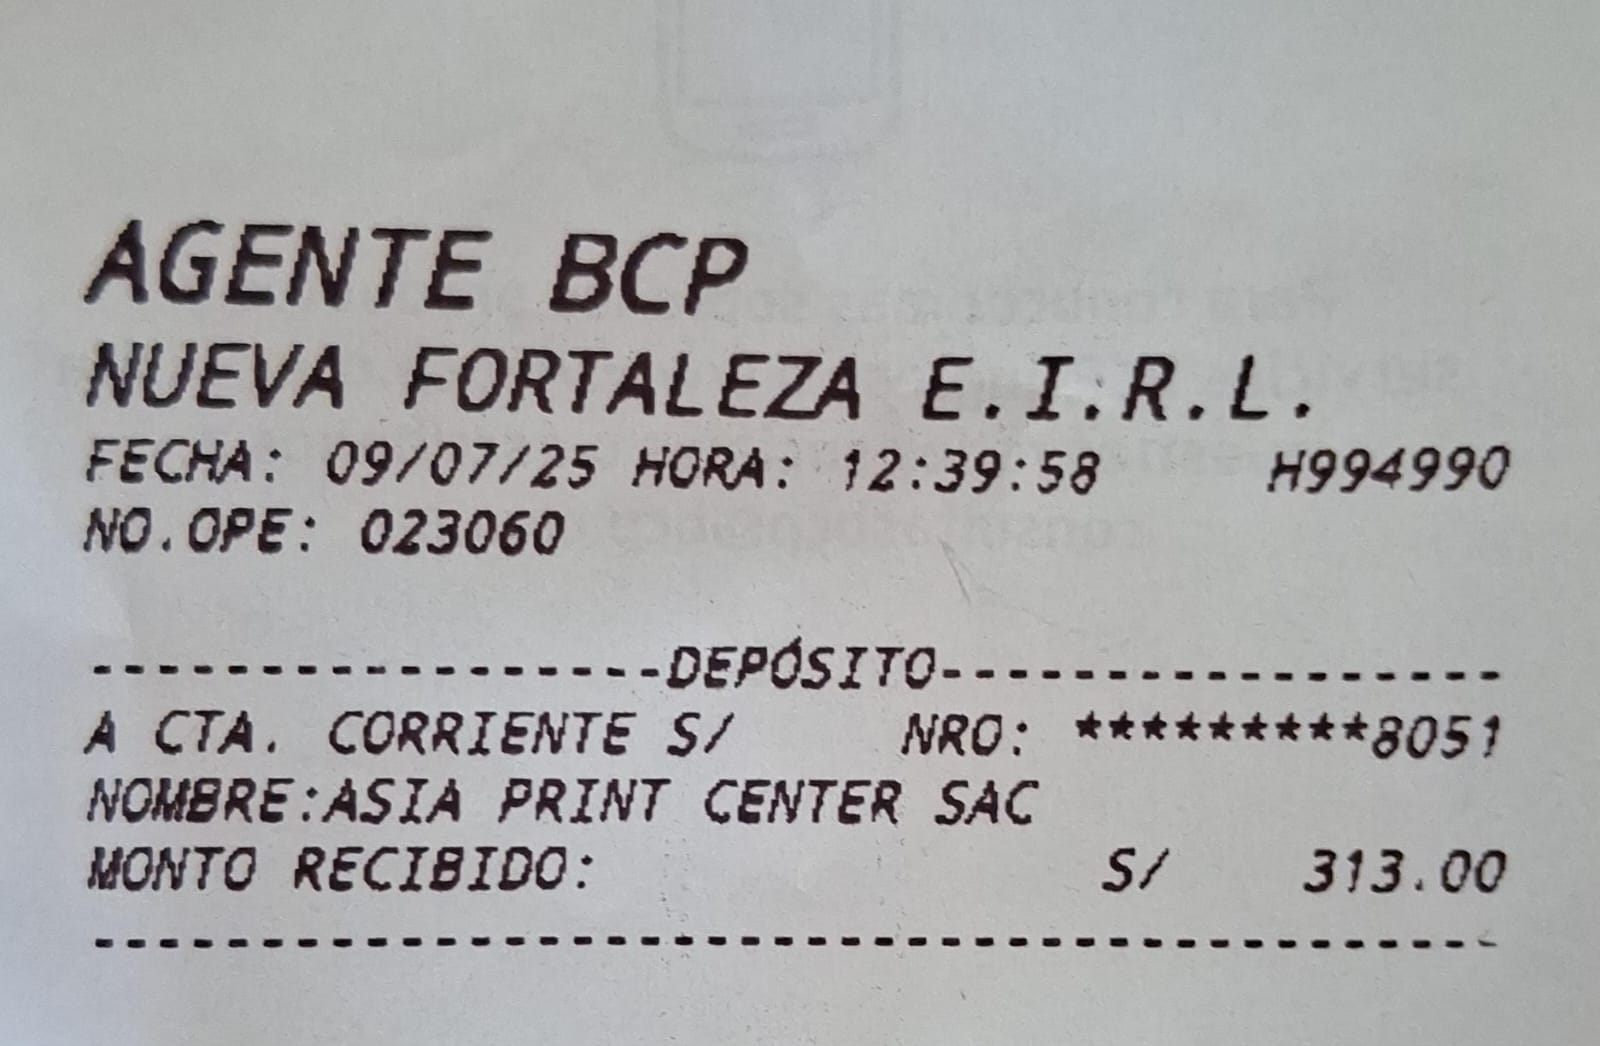 AGENTE BCP
NUEVA FORTALEZA E.I.R.L.
FECHA: 09/07/25 HORA: 12:39:58 H994990
NO.OPE: 023060
------------------DEPÓSITO-----------------
A CTA. CORRIENTE S/ NRO: *********8051
NOMBRE:ASIA PRINT CENTER SAC
MONTO RECIBIDO: S/ 313.00
-------------------------------------------